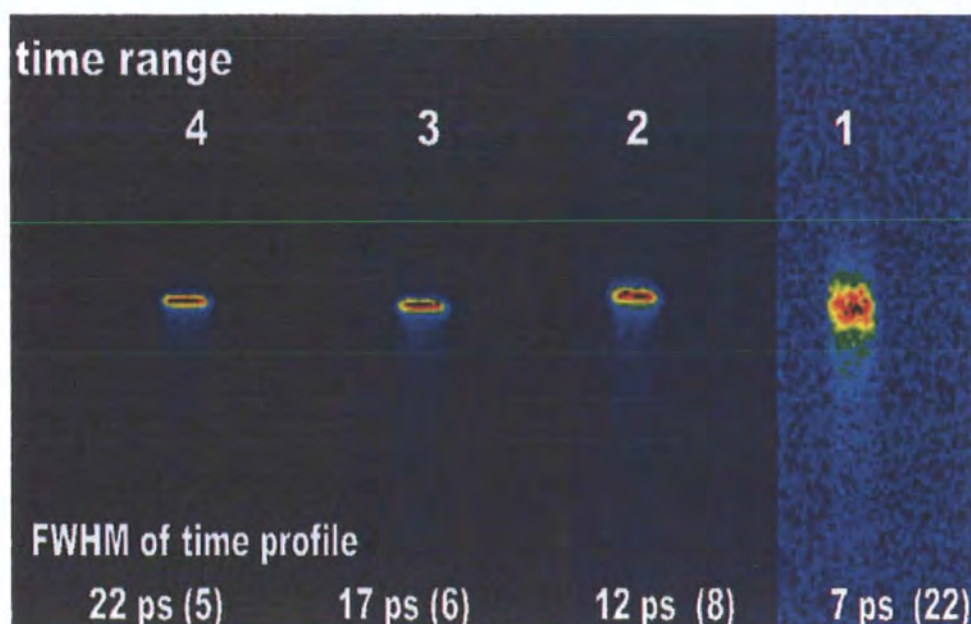 time range
4 3 2 1
FWHM of time profile
22 ps (5) 17 ps (6) 12 ps (8) 7 ps (22)